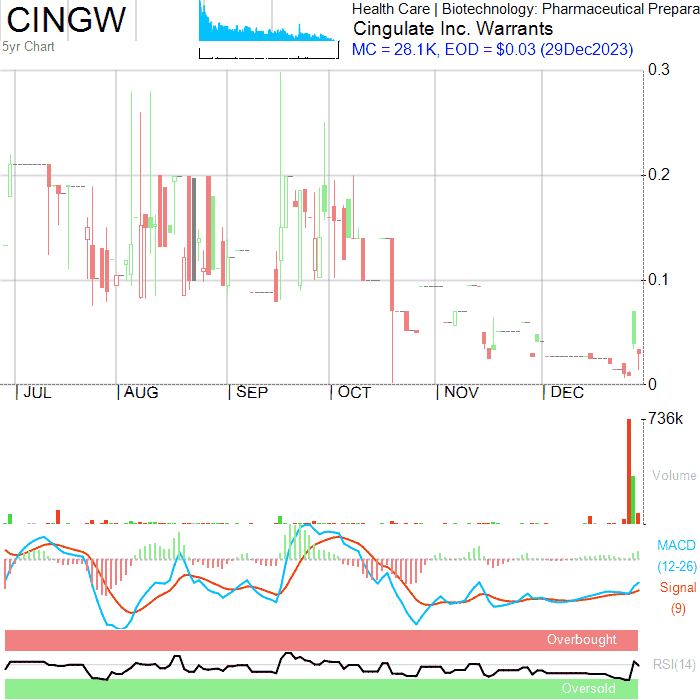 CINGW
5yr Chart
Health Care | Biotechnology: Pharmaceutical Prepara
Cingulate Inc. Warrants
MC = 28.1K, EOD = $0.03 (29Dec2023)
0.3
0.2
0.1
0
JUL AUG SEP OCT NOV DEC
736k
Volume
MACD
(12-26)
Signal
(9)
Overbought
RSI(14)
Oversold